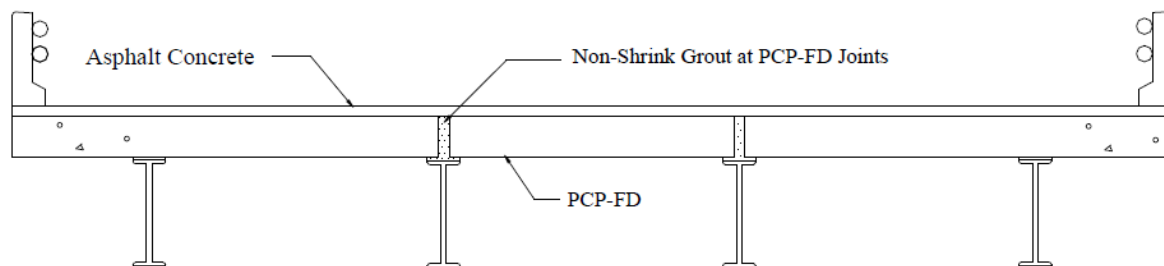 Asphalt Concrete
Non-Shrink Grout at PCP-FD Joints
PCP-FD